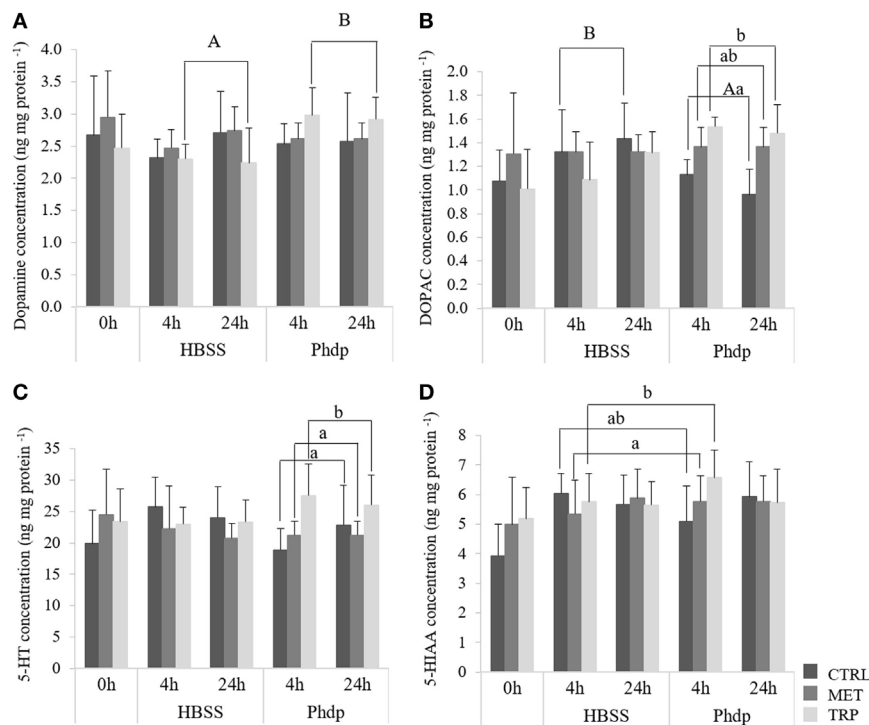 A
Dopamine concentration (ng mg protein -1)
4.0
3.5
3.0
2.5
2.0
1.5
1.0
0.5
0.0
A
B
0h
4h
24h
4h
24h
HBSS
Phdp
B
DOPAC concentration (ng mg protein -1)
2.0
1.8
1.6
1.4
1.2
1.0
0.8
0.6
0.4
0.2
0.0
B
b
ab
Aa
0h
4h
24h
4h
24h
HBSS
Phdp
C
5-HT concentration (ng mg protein -1)
35
30
25
20
15
10
5
0
b
a
a
0h
4h
24h
4h
24h
HBSS
Phdp
D
5-HIAA concentration (ng mg protein -1)
8
7
6
5
4
3
2
1
0
b
ab
a
0h
4h
24h
4h
24h
HBSS
Phdp
CTRL
MET
TRP